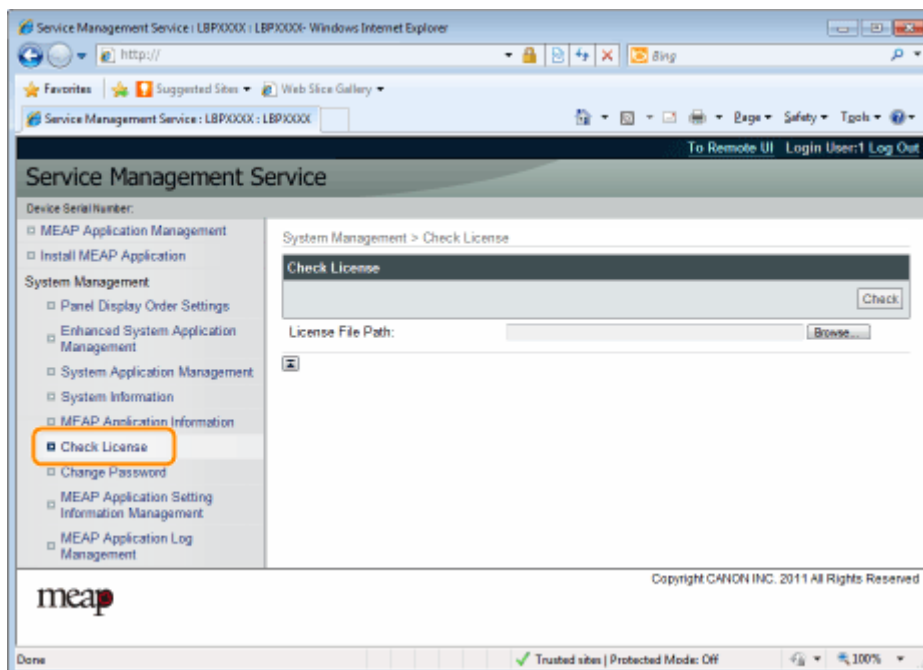 Service Management Service : LBPXXXX : LBPXXXX- Windows Internet Explorer
http://
Bing
Favorites Suggested Sites Web Slice Gallery
Service Management Service : LBPXXXX : LBPXXXX
Page Safety Tools
To Remote UI Login User:1 Log Out
Service Management Service
Device Serial Number:
MEAP Application Management
Install MEAP Application
System Management
Panel Display Order Settings
Enhanced System Application
Management
System Application Management
System Information
MEAP Application Information
Check License
Change Password
MEAP Application Setting
Information Management
MEAP Application Log
Management
System Management > Check License
Check License
Check
License File Path:
Browse...
Copyright CANON INC. 2011 All Rights Reserved
meap
Done
Trusted sites | Protected Mode: Off
100%